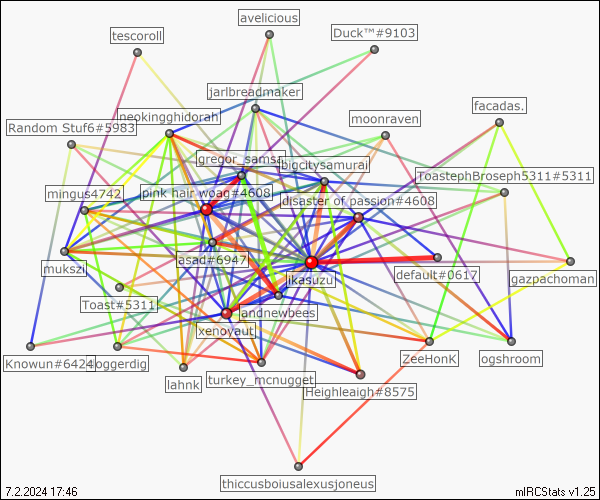 avelicious
Duck™#9103
tescoroll
jarlbreadmaker
facadas.
neokingghidorah
moonraven
Random Stuf6#5983
gregor_samsa
bigcitysamurai
ToastephBroseph5311#5311
mingus4742
pink hair woag#4608
disaster of passion#4608
mukszi
asad#6947
ikasuzu
default#0617
gazpachoman
Toast#5311
andnewbees
xenoyaut
Knowun#6424
oggerdig
ZeeHonK
ogshroom
lahnk
turkey_mcnugget
Heighleaigh#8575
thiccusboiusalexusjoneus
7.2.2024 17:46
mIRCStats v1.25